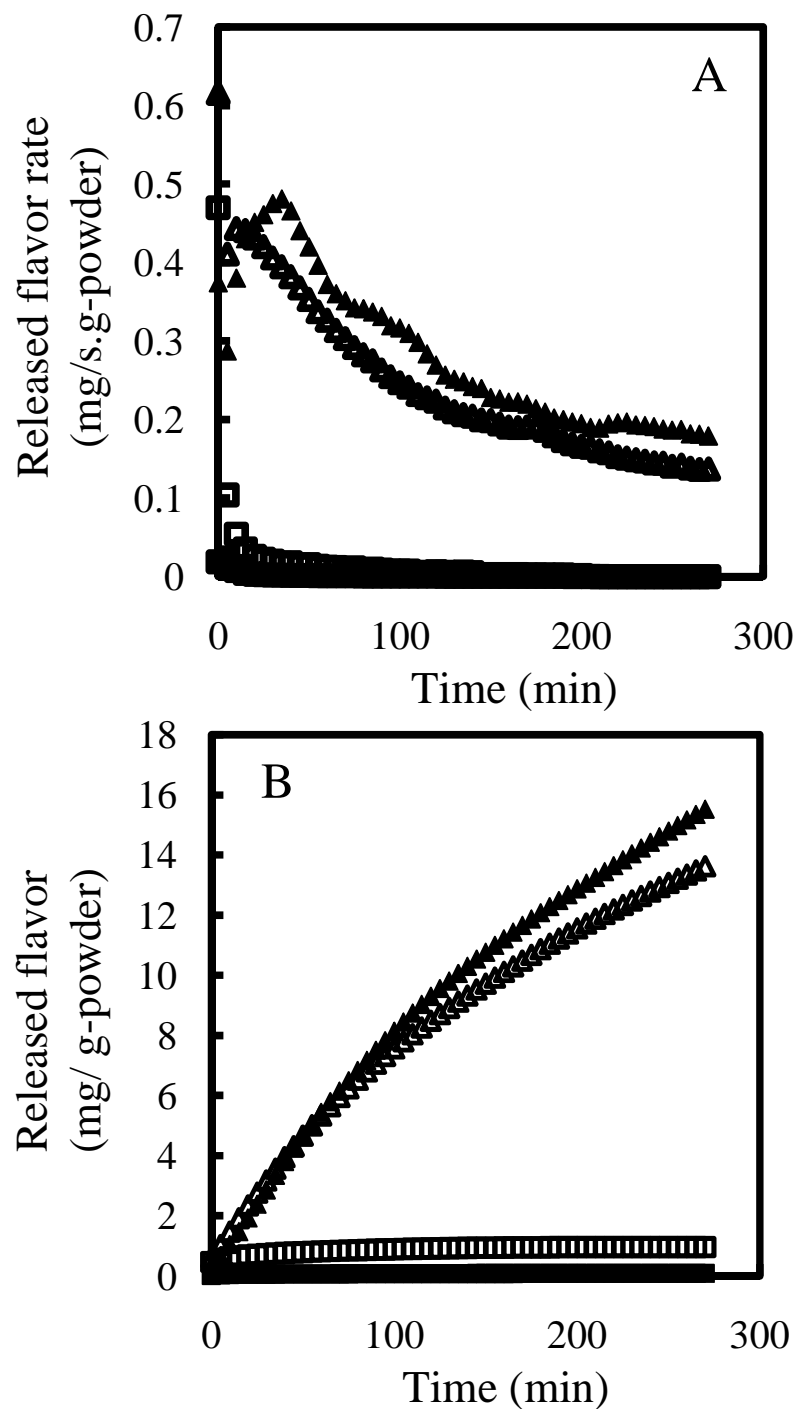 A
0.7
0.6
0.5
0.4
0.3
0.2
0.1
0
Released flavor rate
(mg/s.g-powder)
0 100 200 300
Time (min)
B
18
16
14
12
10
8
6
4
2
0
Released flavor
(mg/ g-powder)
0 100 200 300
Time (min)